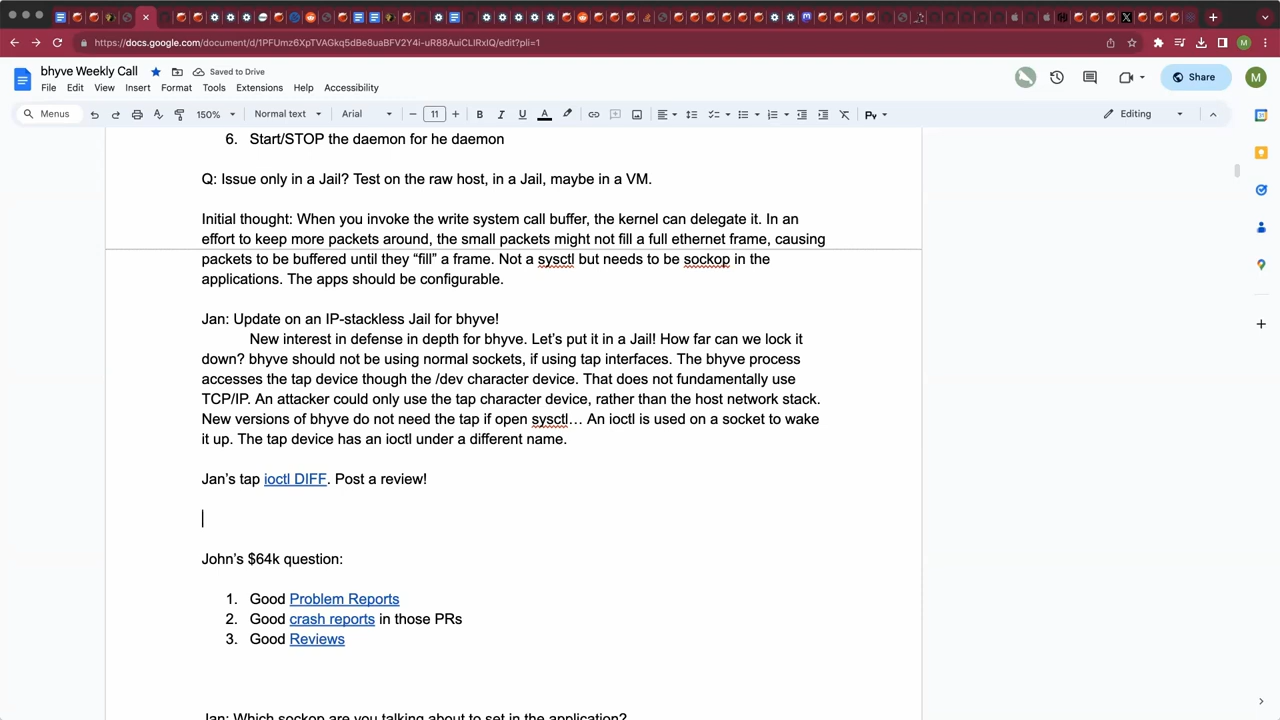 https://docs.google.com/document/d/1PFUmz6XpTVAGkq5dBe8uaBFV2Y4i-uR88AuiCLIRxIQ/edit?pli=1
M
bhyve Weekly Call
Saved to Drive
File Edit View Insert Format Tools Extensions Help Accessibility
Share
M
Menus
150%
Normal text
Arial
11
Editing
6. Start/STOP the daemon for he daemon
Q: Issue only in a Jail? Test on the raw host, in a Jail, maybe in a VM.
Initial thought: When you invoke the write system call buffer, the kernel can delegate it. In an
effort to keep more packets around, the small packets might not fill a full ethernet frame, causing
packets to be buffered until they “fill” a frame. Not a sysctl but needs to be sockop in the
applications. The apps should be configurable.
Jan: Update on an IP-stackless Jail for bhyve!
New interest in defense in depth for bhyve. Let’s put it in a Jail! How far can we lock it
down? bhyve should not be using normal sockets, if using tap interfaces. The bhyve process
accesses the tap device though the /dev character device. That does not fundamentally use
TCP/IP. An attacker could only use the tap character device, rather than the host network stack.
New versions of bhyve do not need the tap if open sysctl… An ioctl is used on a socket to wake
it up. The tap device has an ioctl under a different name.
Jan’s tap ioctl DIFF. Post a review!
John’s $64k question:
1. Good Problem Reports
2. Good crash reports in those PRs
3. Good Reviews
Jan: Which sockop are you talking about to set in the application?